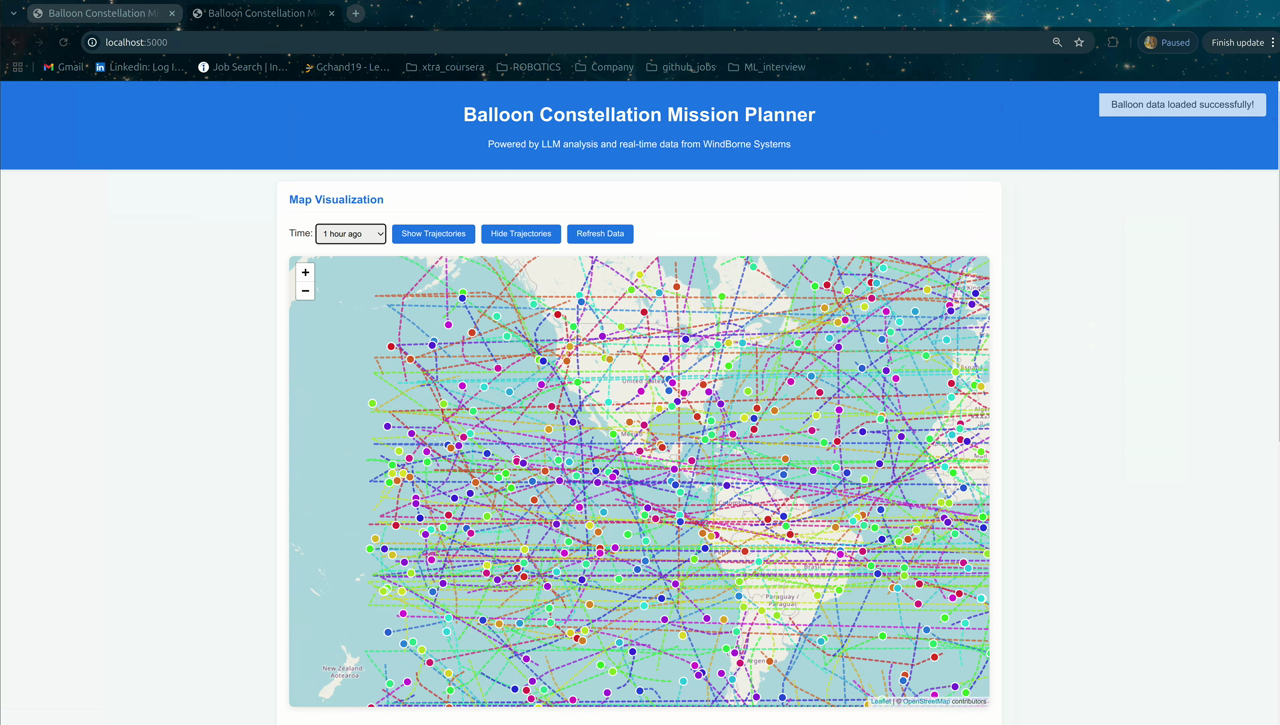 Balloon Constellation Mi
Balloon Constellation M
localhost:5000
Paused
Finish update
Gmail
LinkedIn: Log I...
Job Search | In...
Gchand19 - Le...
xtra_coursera
ROBOTICS
Company
github_jobs
ML_interview
Balloon Constellation Mission Planner
Balloon data loaded successfully!
Powered by LLM analysis and real-time data from WindBorne Systems
Map Visualization
Time: 1 hour ago Show Trajectories Hide Trajectories Refresh Data
+
−
United States
Brasil
Paraguay /
Paraguái
New Zealand /
Aotearoa
Leaflet | © OpenStreetMap contributors